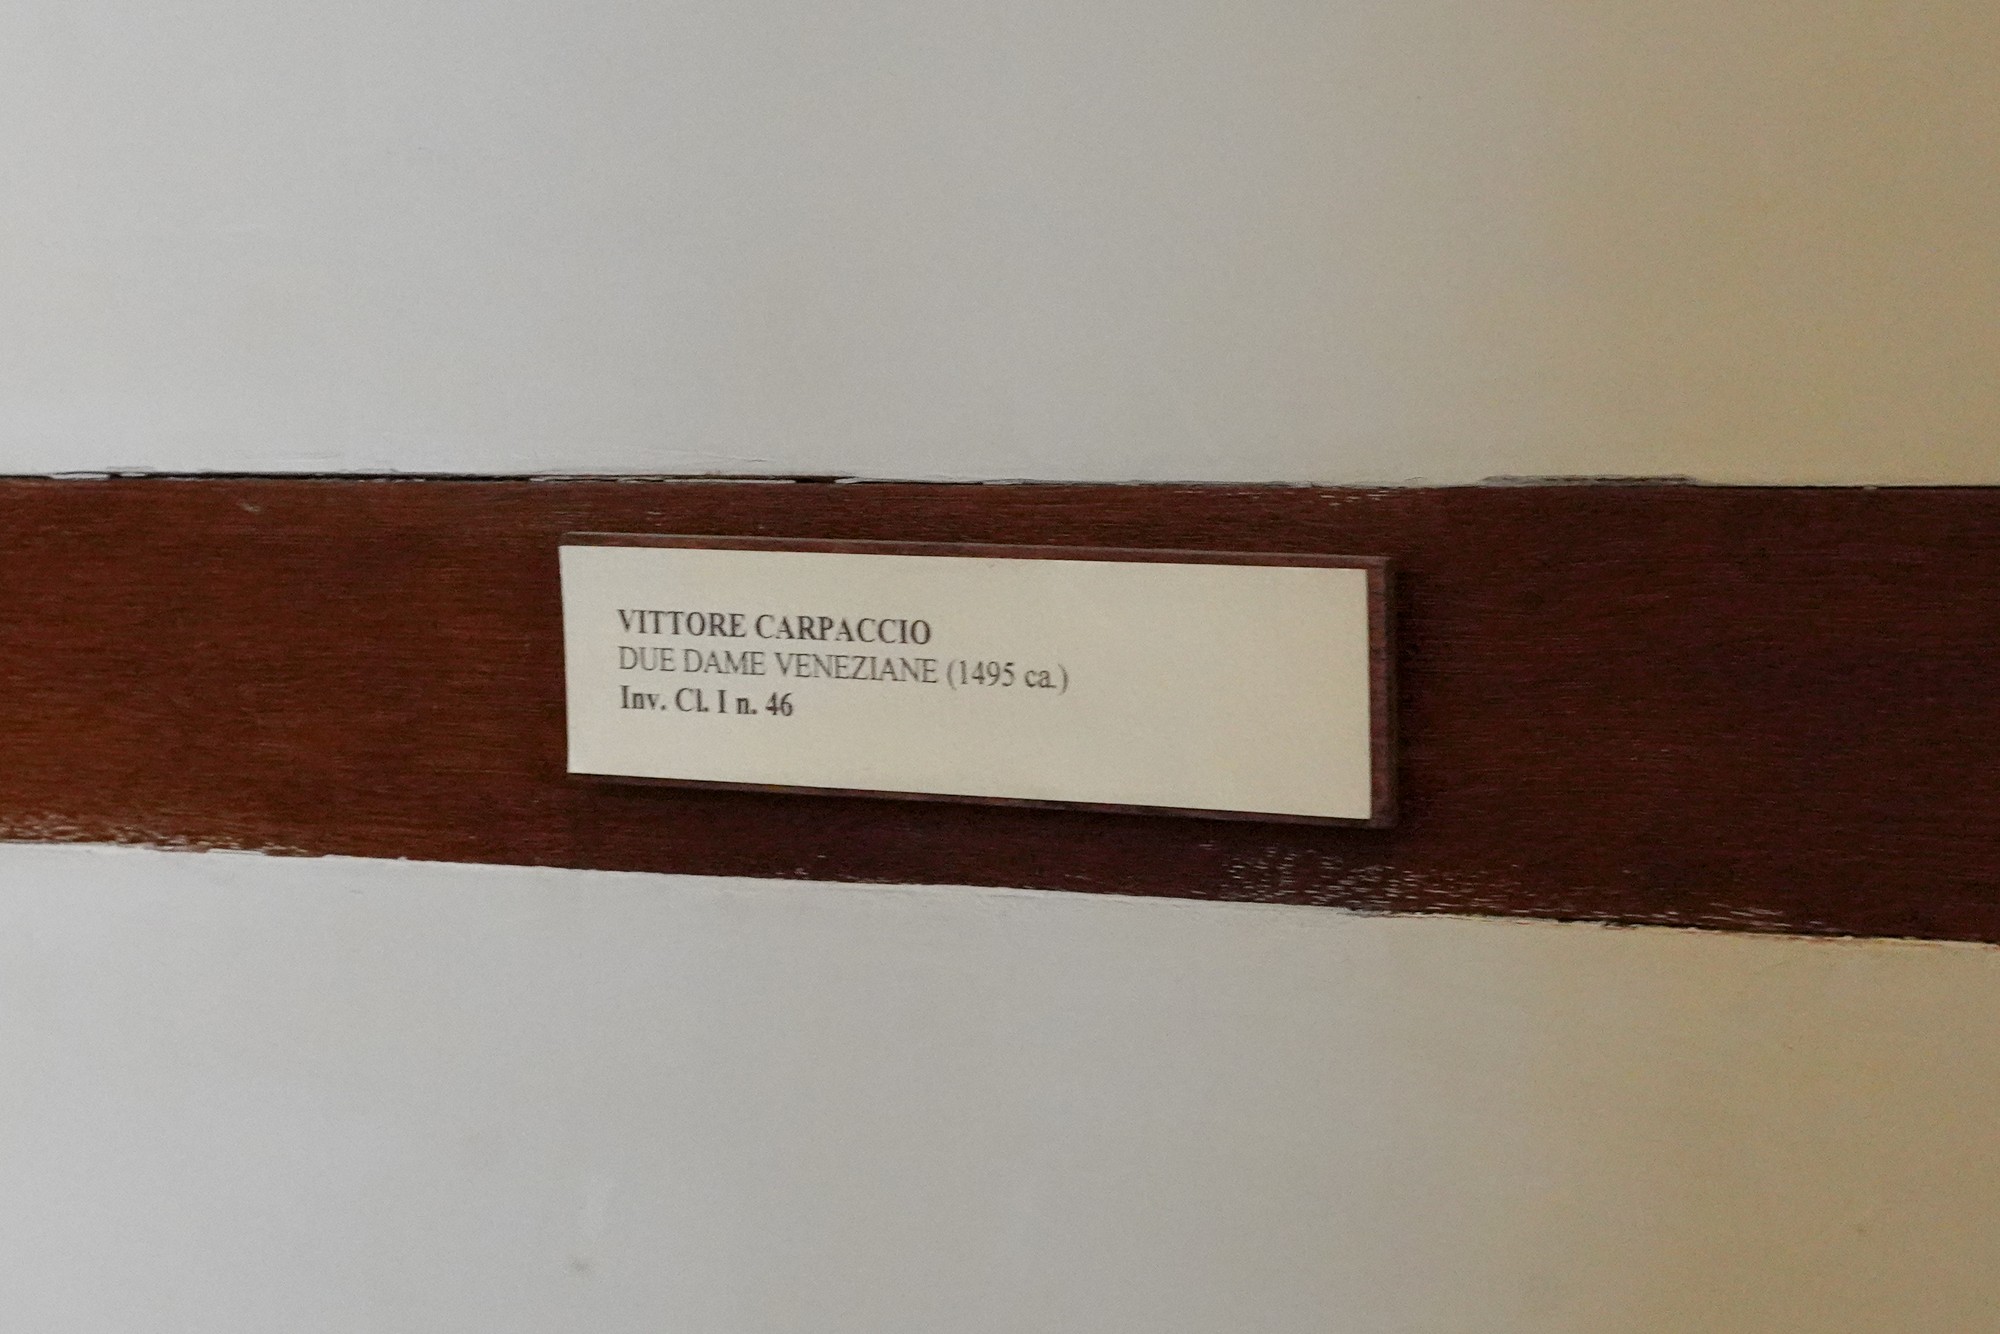 VITTORE CARPACCIO
DUE DAME VENEZIANE (1495 ca.)
Inv. Cl. I n. 46